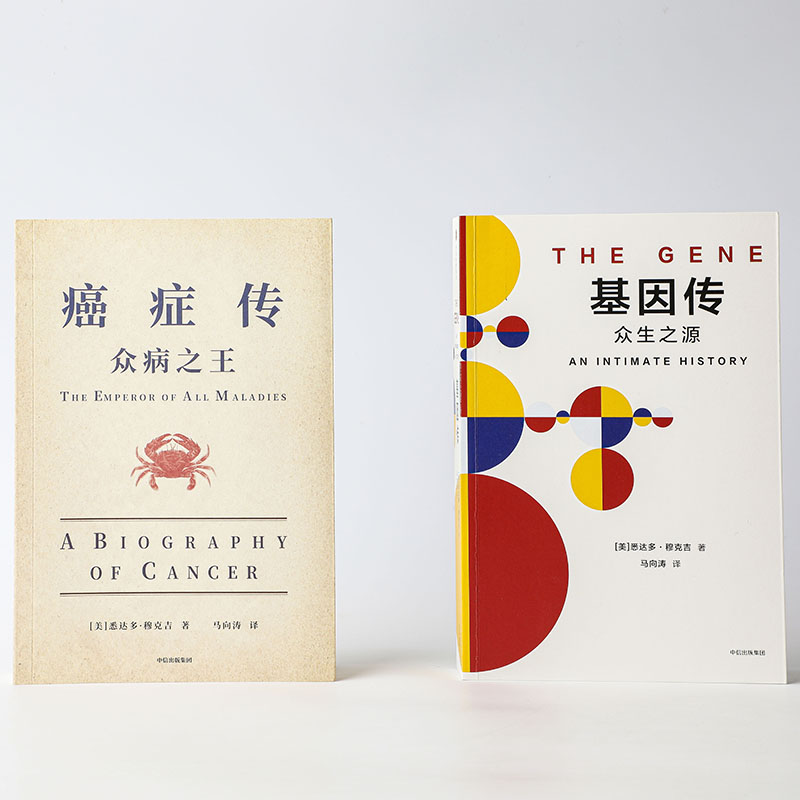 癌症传
众病之王
THE EMPEROR OF ALL MALADIES
A BIOGRAPHY
OF CANCER
[美]悉达多·穆克吉 著 马向涛 译
中信出版集团
THE GENE
基因传
众生之源
AN INTIMATE HISTORY
[美]悉达多·穆克吉 著
马向涛 译
中信出版集团